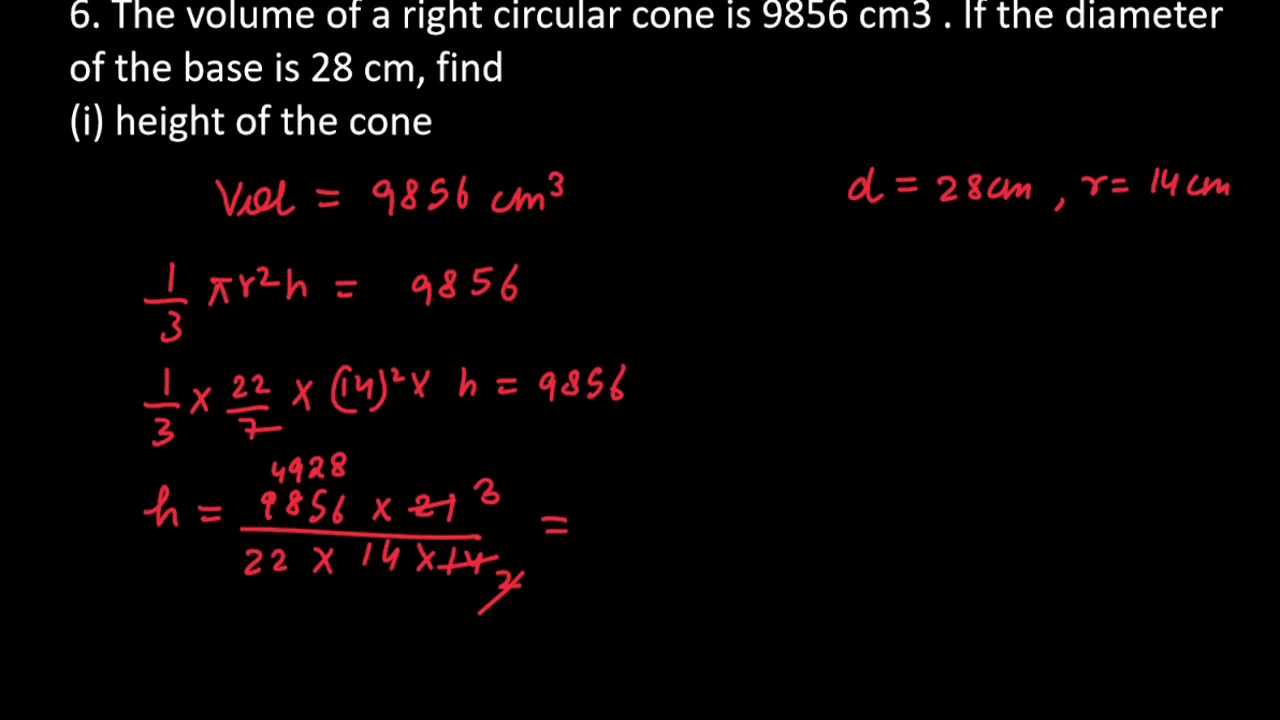 6. The volume of a right circular cone is 9856 cm3 . If the diameter
of the base is 28 cm, find
(i) height of the cone
Vol = 9856 cm³ d = 28cm , r = 14cm
1/3 πr²h = 9856
1/3 × 22/7 × (14)² × h = 9856
4928
h = 9856 × 21 3 / 22 × 14 × 14 2 =